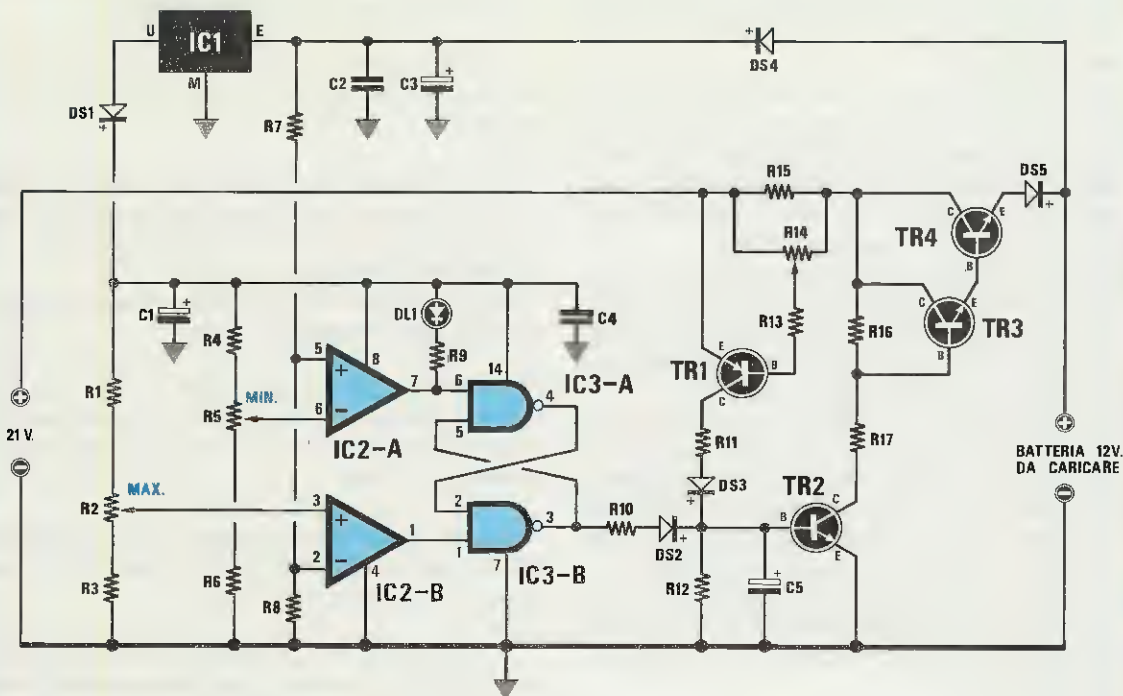 U IC1 E
M
DS1
+
R7
C2
C3
+
+
DS4
R15
R14
DS5
+
C E
TR4
B
C1
+
R4
DL1
R9
C4
R13
C E
TR3
B
R16
E
TR1
B
C
IC3-A
5
+
8
7
6
14
4
5
R1
R5
MIN.
6
-
IC2-A
21 V.
+
-
R11
R17
+
BATTERIA 12V.
DA CARICARE
-
DS3
+
TR2
B
C
E
R2
MAX.
3
+
1
2
-
4
IC2-B
2
3
1
7
IC3-B
R10
DS2
+
R3
R6
R8
R12
C5
+